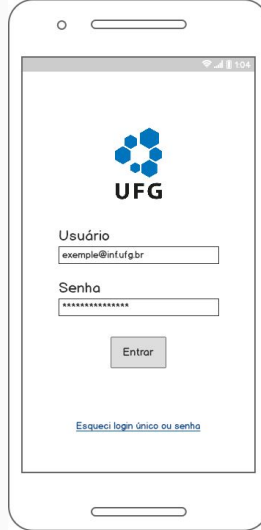 1:04
UFG
Usuário
exemple@inf.ufg.br
Senha
***************
Entrar
Esqueci login único ou senha